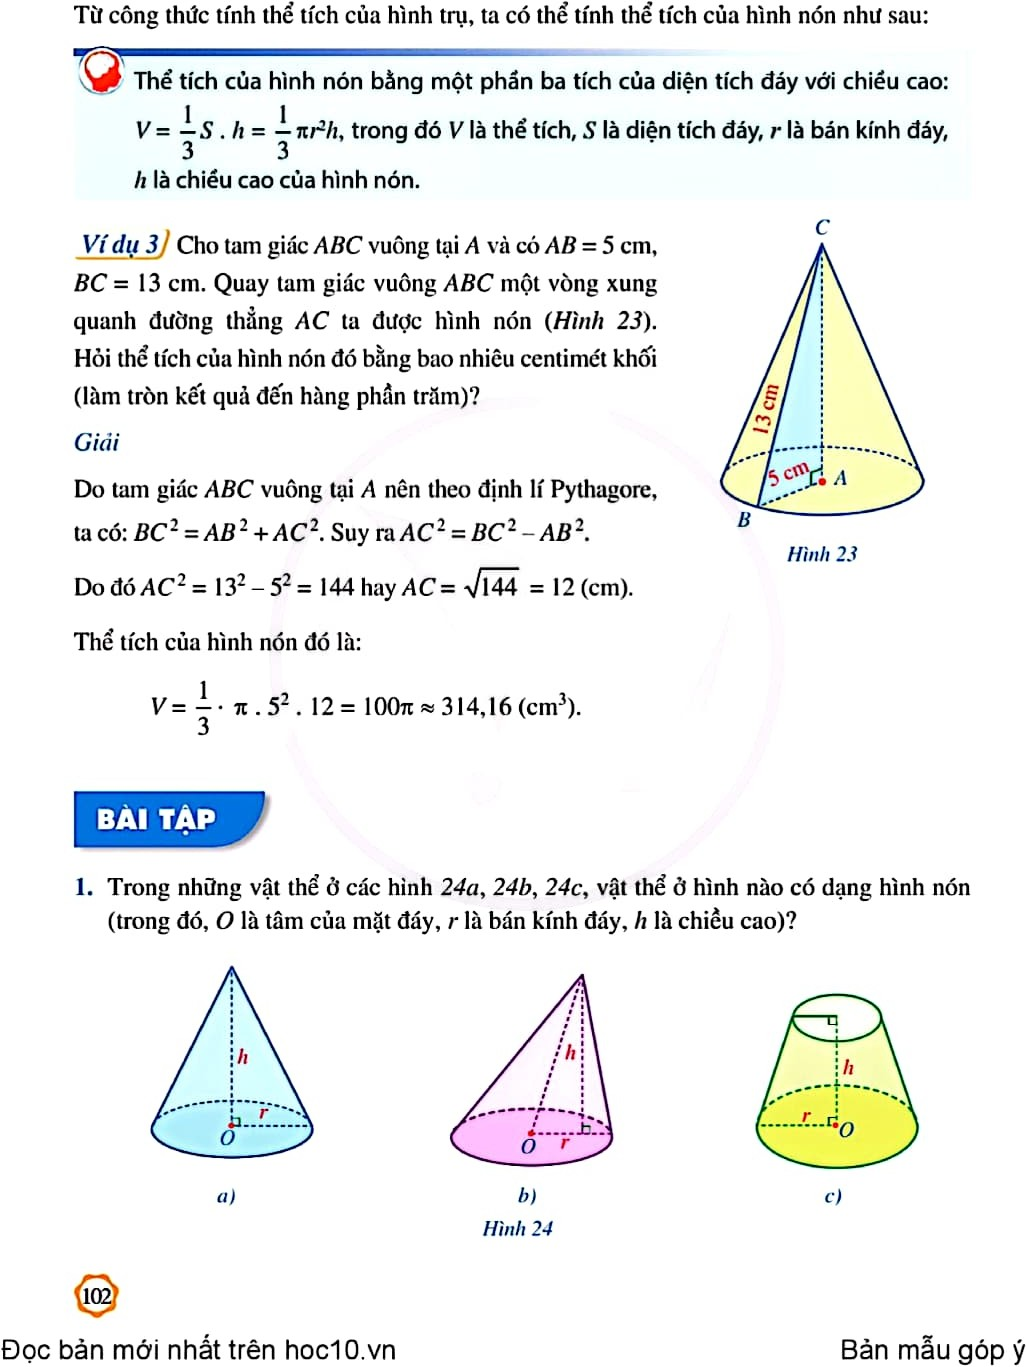 Từ công thức tính thể tích của hình trụ, ta có thể tính thể tích của hình nón như sau:
Thể tích của hình nón bằng một phần ba tích của diện tích đáy với chiều cao:
V = 1/3 S . h = 1/3 πr²h, trong đó V là thể tích, S là diện tích đáy, r là bán kính đáy,
h là chiều cao của hình nón.
Ví dụ 3 Cho tam giác ABC vuông tại A và có AB = 5 cm,
BC = 13 cm. Quay tam giác vuông ABC một vòng xung
quanh đường thẳng AC ta được hình nón (Hình 23).
Hỏi thể tích của hình nón đó bằng bao nhiêu centimét khối
(làm tròn kết quả đến hàng phần trăm)?
Giải
Do tam giác ABC vuông tại A nên theo định lí Pythagore,
ta có: BC² = AB² + AC². Suy ra AC² = BC² – AB².
Do đó AC² = 13² – 5² = 144 hay AC = √144 = 12 (cm).
Thể tích của hình nón đó là:
V = 1/3 · π . 5² . 12 = 100π ≈ 314,16 (cm³).
C
13 cm
5 cm
A
B
Hình 23
BÀI TẬP
1. Trong những vật thể ở các hình 24a, 24b, 24c, vật thể ở hình nào có dạng hình nón
(trong đó, O là tâm của mặt đáy, r là bán kính đáy, h là chiều cao)?
h
r
O
a)
h
O
r
b)
h
r
O
c)
Hình 24
102
Đọc bản mới nhất trên hoc10.vn
Bản mẫu góp ý